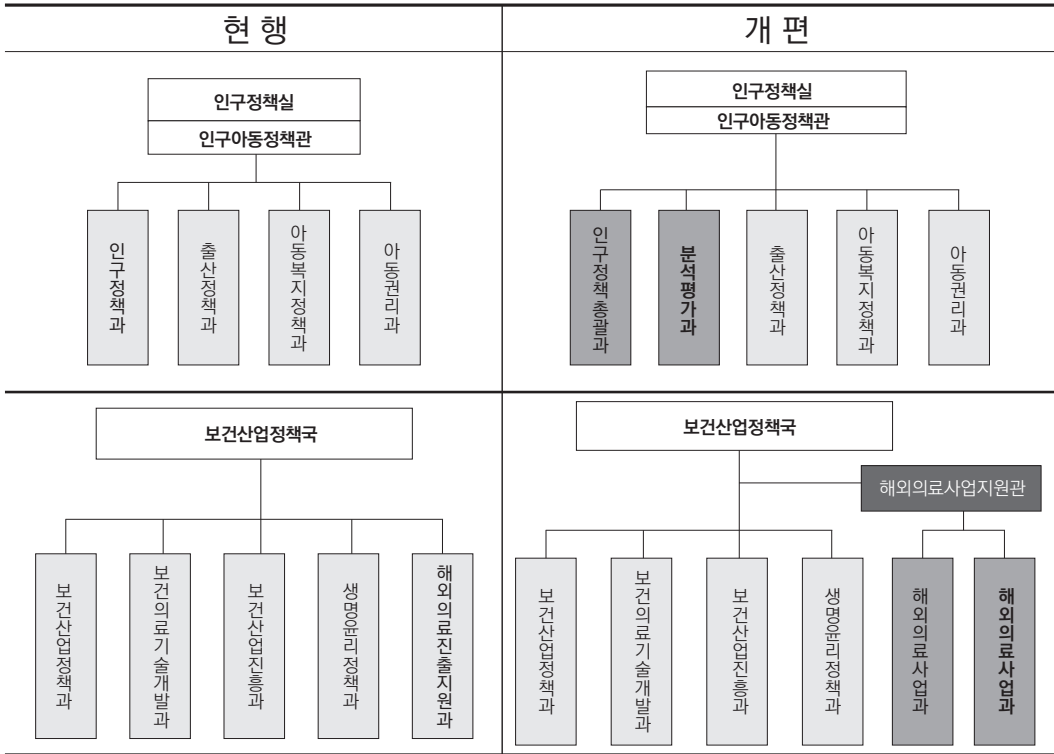 현 행
개 편
인구정책실
인구아동정책관
인구정책과
출산정책과
아동복지정책과
아동권리과
인구정책실
인구아동정책관
인구정책총괄과
분석평가과
출산정책과
아동복지정책과
아동권리과
보건산업정책국
보건산업정책과
보건의료기술개발과
보건산업진흥과
생명윤리정책과
해외의료진출지원과
보건산업정책국
해외의료사업지원관
보건산업정책과
보건의료기술개발과
보건산업진흥과
생명윤리정책과
해외의료사업과
해외의료사업과